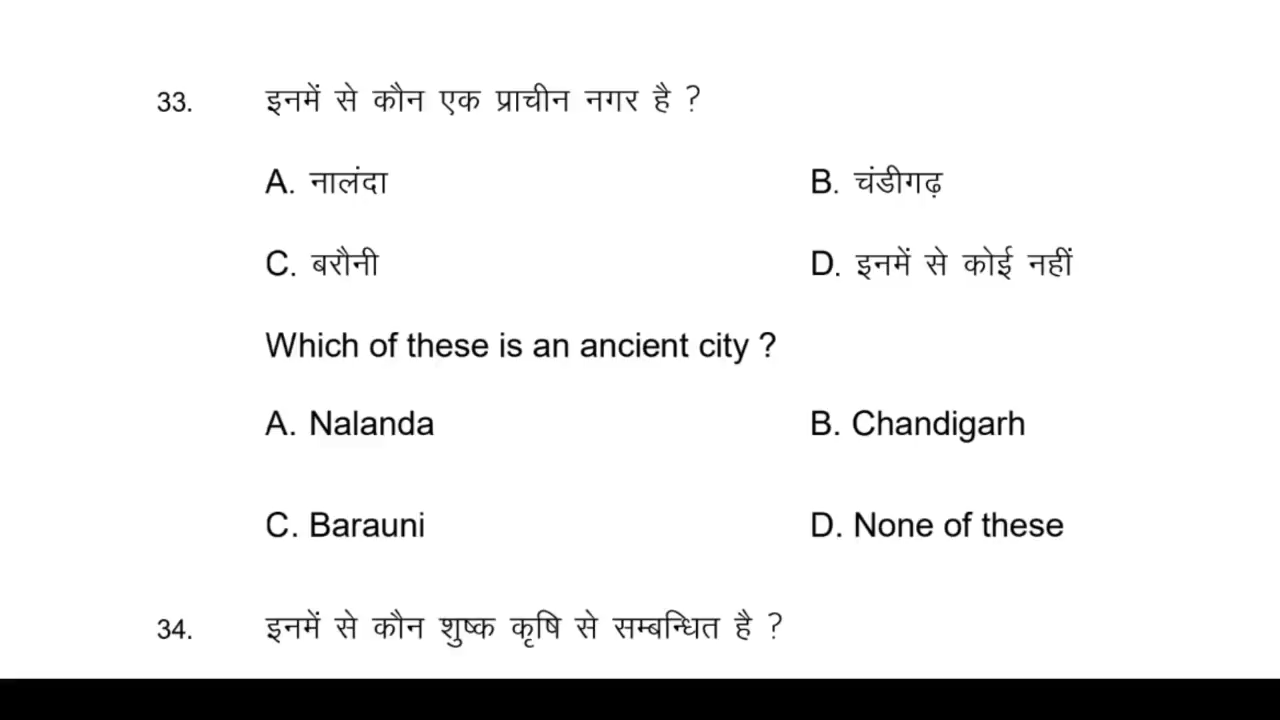 33. इनमें से कौन एक प्राचीन नगर है ?
A. नालंदा B. चंडीगढ़
C. बरौनी D. इनमें से कोई नहीं
Which of these is an ancient city ?
A. Nalanda B. Chandigarh
C. Barauni D. None of these
34. इनमें से कौन शुष्क कृषि से सम्बन्धित है ?